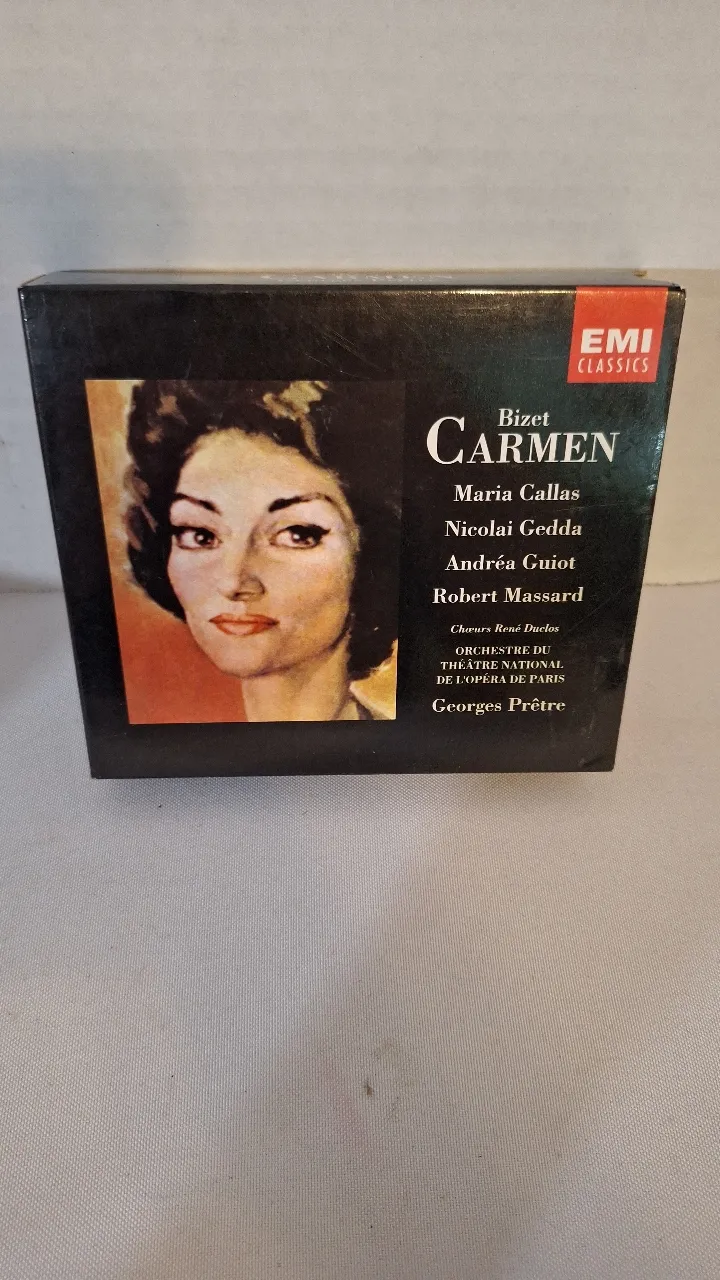 CARMEN
EMI
CLASSICS
Bizet
CARMEN
Maria Callas
Nicolai Gedda
Andréa Guiot
Robert Massard
Chœurs René Duclos
ORCHESTRE DU
THÉÂTRE NATIONAL
DE L'OPÉRA DE PARIS
Georges Prêtre